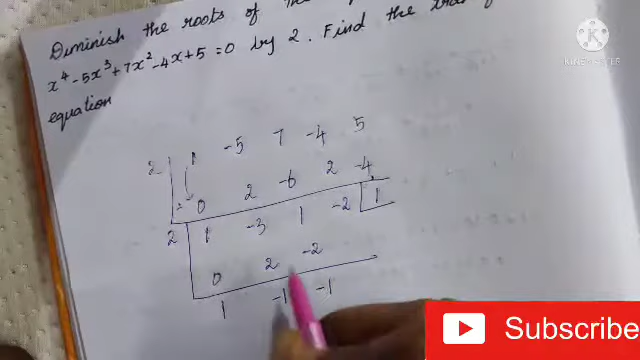 Diminish the roots of the
x⁴-5x³+7x²-4x+5=0 by 2. Find the
equation
2 1 -5 7 -4 5
0 2 -6 2 -4
2 1 -3 1 -2 1
0 2 -2
1 -1 -1
KINEMASTER
Subscribe